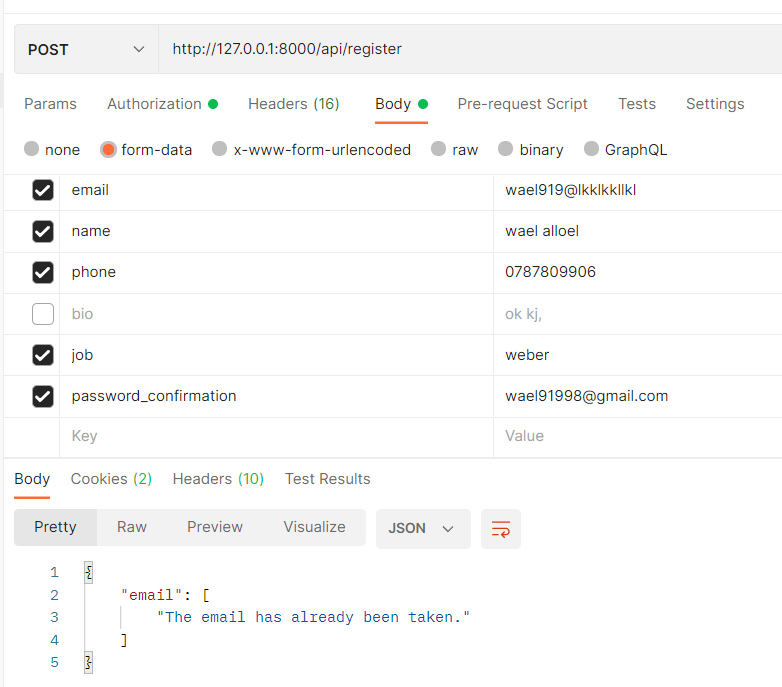 POST http://127.0.0.1:8000/api/register
Params Authorization Headers (16) Body Pre-request Script Tests Settings
none form-data x-www-form-urlencoded raw binary GraphQL
email wael919@lkklkkllkl
name wael alloel
phone 0787809906
bio ok kj,
job weber
password_confirmation wael91998@gmail.com
Key Value
Body Cookies (2) Headers (10) Test Results
Pretty Raw Preview Visualize JSON
1 {
2 "email": [
3 "The email has already been taken."
4 ]
5 }